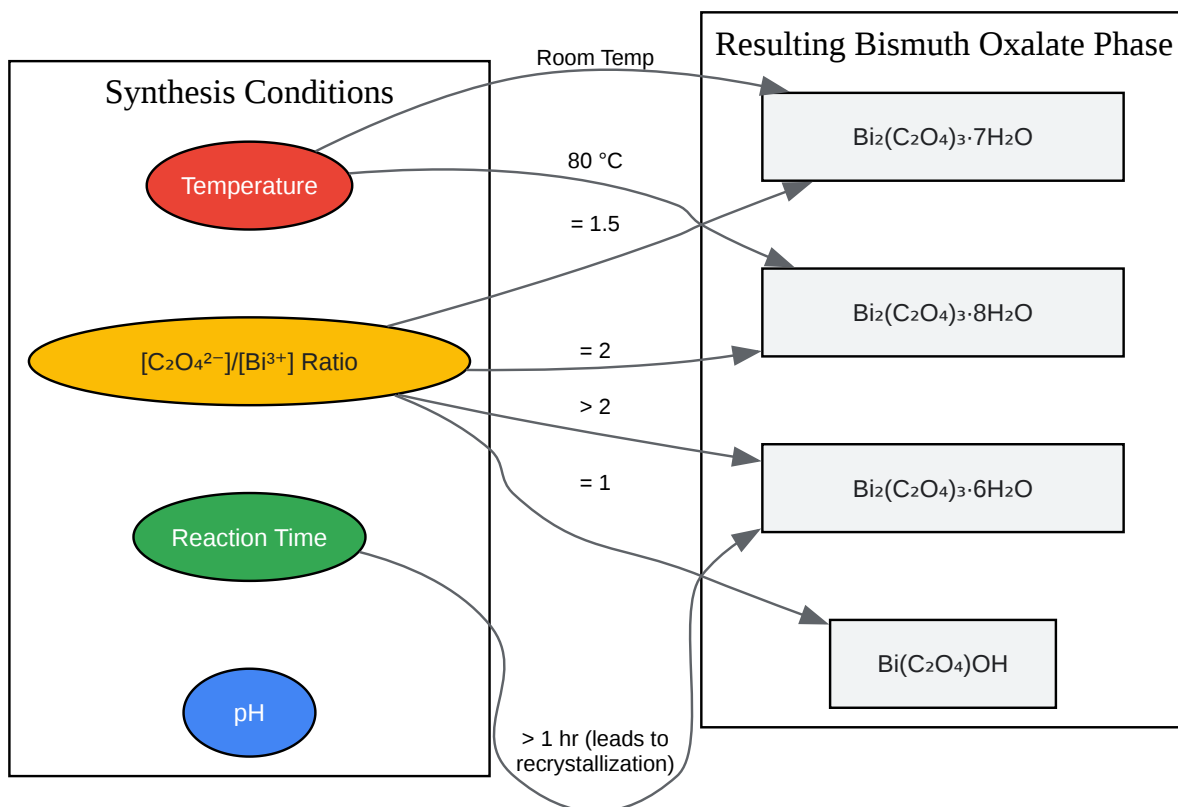 Synthesis Conditions
Temperature
[C₂O₄²⁻]/[Bi³⁺] Ratio
Reaction Time
pH
Room Temp
80 °C
= 1.5
= 2
> 2
= 1
> 1 hr (leads to
recrystallization)
Resulting Bismuth Oxalate Phase
Bi₂(C₂O₄)₃·7H₂O
Bi₂(C₂O₄)₃·8H₂O
Bi₂(C₂O₄)₃·6H₂O
Bi(C₂O₄)OH